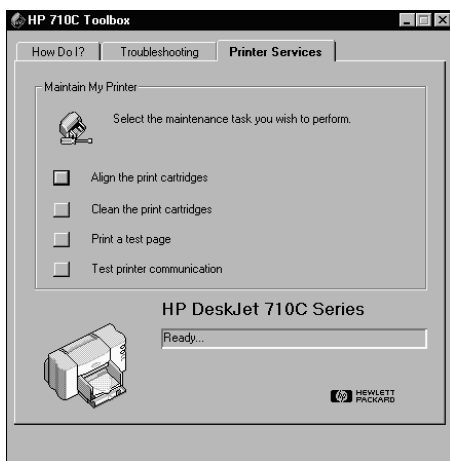 HP 710C Toolbox
How Do I? Troubleshooting Printer Services
Maintain My Printer
Select the maintenance task you wish to perform.
Align the print cartridges
Clean the print cartridges
Print a test page
Test printer communication
HP DeskJet 710C Series
Ready...
hp HEWLETT
PACKARD